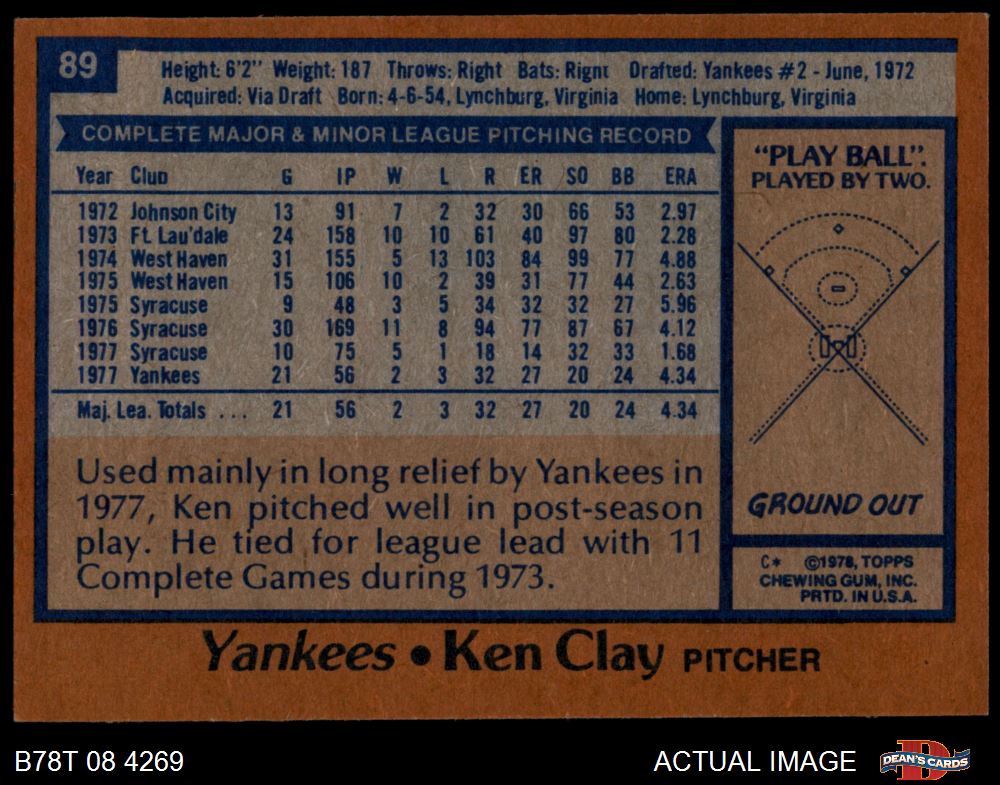 89
Height: 6'2" Weight: 187 Throws: Right Bats: Right Drafted: Yankees #2 - June, 1972
Acquired: Via Draft Born: 4-6-54, Lynchburg, Virginia Home: Lynchburg, Virginia
COMPLETE MAJOR & MINOR LEAGUE PITCHING RECORD
Year Club G IP W L R ER SO BB ERA
1972 Johnson City 13 91 7 2 32 30 66 53 2.97
1973 Ft. Lau'dale 24 158 10 10 61 40 97 80 2.28
1974 West Haven 31 155 5 13 103 84 99 77 4.88
1975 West Haven 15 106 10 2 39 31 77 44 2.63
1975 Syracuse 9 48 3 5 34 32 32 27 5.96
1976 Syracuse 30 169 11 8 94 77 87 67 4.12
1977 Syracuse 10 75 5 1 18 14 32 33 1.68
1977 Yankees 21 56 2 3 32 27 20 24 4.34
Maj. Lea. Totals ... 21 56 2 3 32 27 20 24 4.34
Used mainly in long relief by Yankees in
1977, Ken pitched well in post-season
play. He tied for league lead with 11
Complete Games during 1973.
"PLAY BALL".
PLAYED BY TWO.
GROUND OUT
C* ©1978, TOPPS
CHEWING GUM, INC.
PRTD. IN U.S.A.
Yankees • Ken Clay PITCHER
B78T 08 4269
ACTUAL IMAGE
D
DEAN'S CARDS